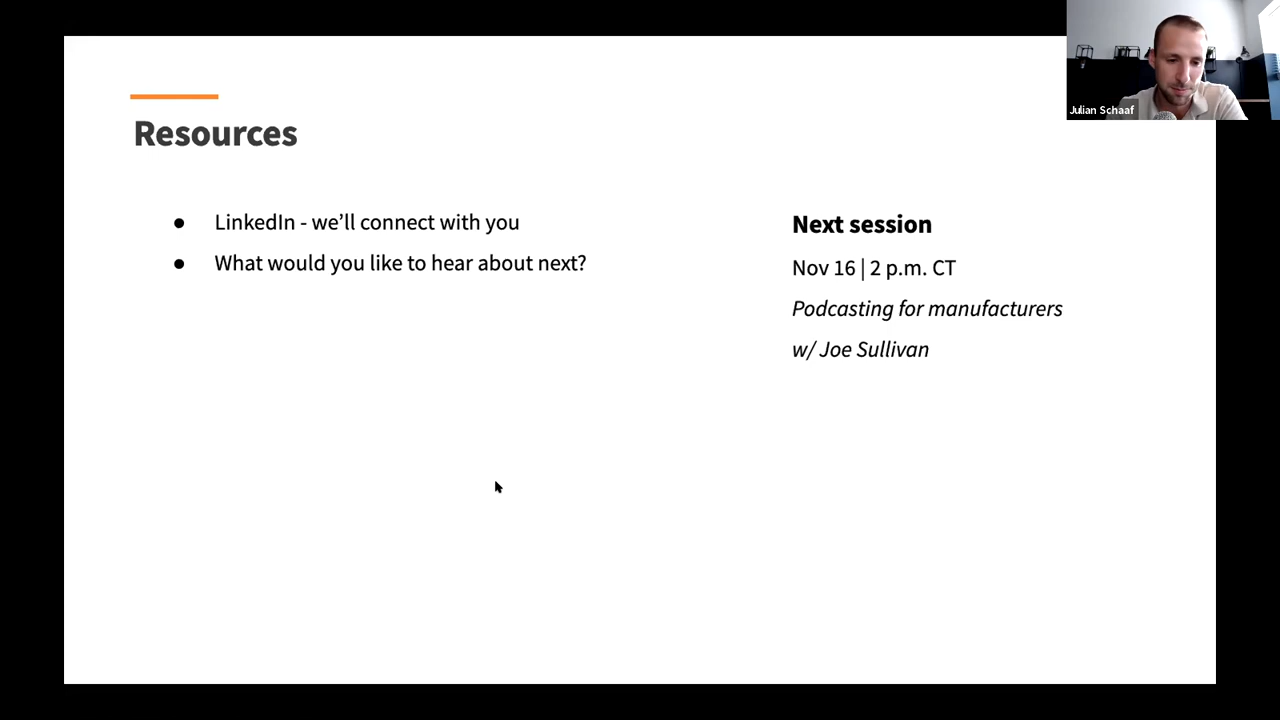 Julian Schaaf
Resources
● LinkedIn - we’ll connect with you
● What would you like to hear about next?
Next session
Nov 16 | 2 p.m. CT
Podcasting for manufacturers
w/ Joe Sullivan